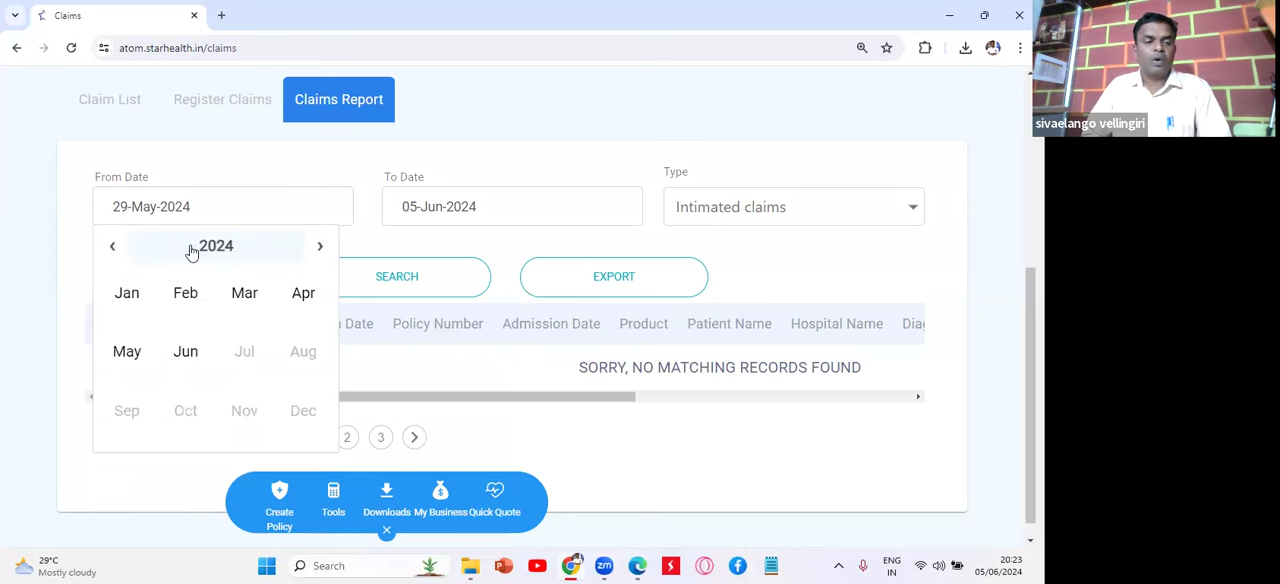 Claims
atom.starhealth.in/claims
Claim List
Register Claims
Claims Report
From Date
To Date
Type
29-May-2024
05-Jun-2024
Intimated claims
‹ 2024 ›
SEARCH
EXPORT
Jan Feb Mar Apr
May Jun Jul Aug
Sep Oct Nov Dec
Date
Policy Number
Admission Date
Product
Patient Name
Hospital Name
SORRY, NO MATCHING RECORDS FOUND
2 3
Create
Policy
Tools
Downloads
My Business
Quick Quote
sivaelango vellingiri
29°C
Mostly cloudy
Search
zm
ENG
IN
20:23
05/06/2024